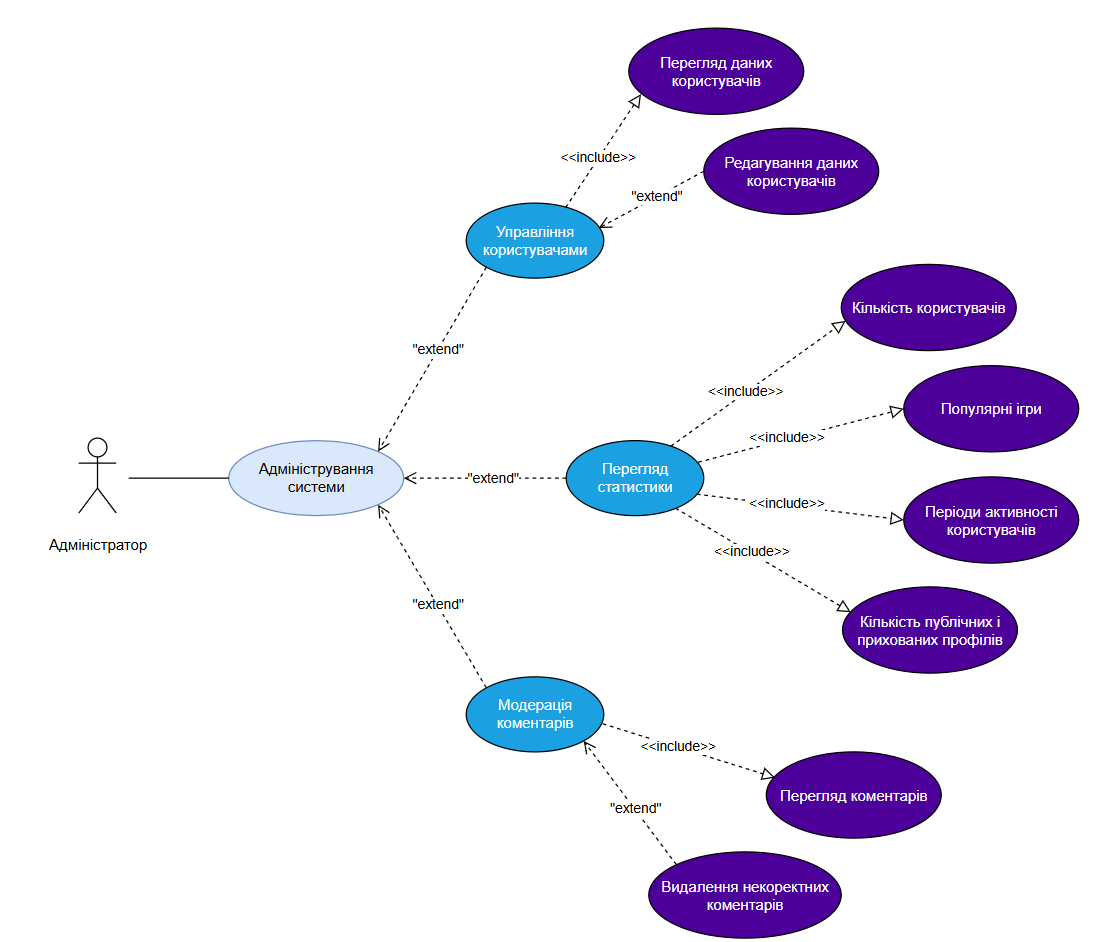 Перегляд даних
користувачів
<<include>>
Редагування даних
користувачів
"extend"
Управління
користувачами
"extend"
Кількість користувачів
<<include>>
Популярні ігри
<<include>>
Адміністратор
Адміністрування
системи
"extend"
Перегляд
статистики
<<include>>
Періоди активності
користувачів
<<include>>
Кількість публічних і
прихованих профілів
"extend"
Модерація
коментарів
<<include>>
Перегляд коментарів
"extend"
Видалення некоректних
коментарів